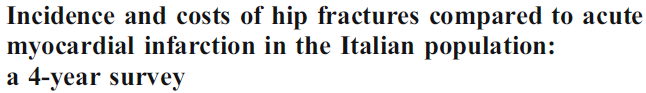 Incidence and costs of hip fractures compared to acute
myocardial infarction in the Italian population:
a 4-year survey